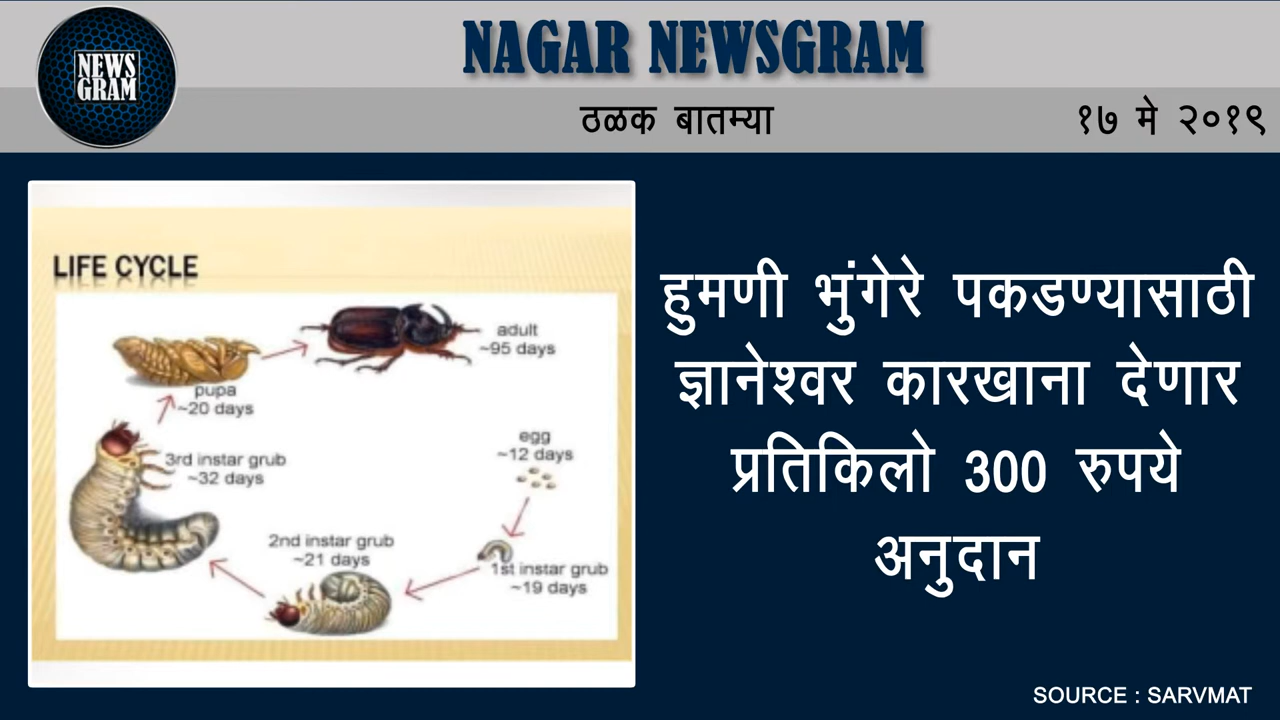 NEWS
GRAM
NAGAR NEWSGRAM
ठळक बातम्या
१७ मे २०१९
LIFE CYCLE
adult
~95 days
pupa
~20 days
egg
~12 days
3rd instar grub
~32 days
2nd instar grub
~21 days
1st instar grub
~19 days
हुमणी भुंगेरे पकडण्यासाठी
ज्ञानेश्वर कारखाना देणार
प्रतिकिलो 300 रुपये
अनुदान
SOURCE : SARVMAT